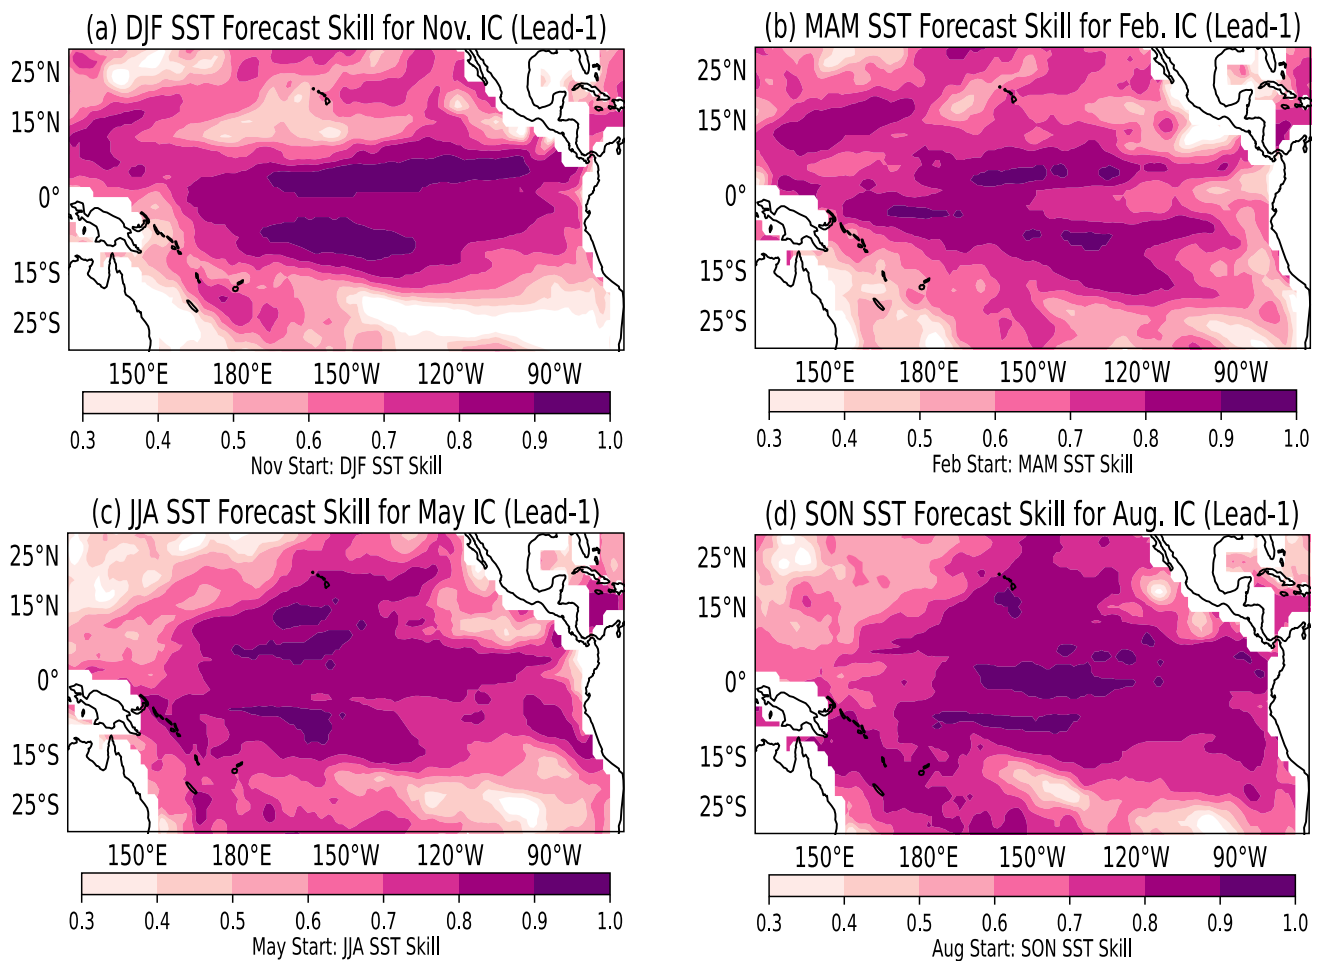 (a) DJF SST Forecast Skill for Nov. IC (Lead-1)
25°N
15°N
0°
15°S
25°S
150°E 180°E 150°W 120°W 90°W
0.3 0.4 0.5 0.6 0.7 0.8 0.9 1.0
Nov Start: DJF SST Skill
(b) MAM SST Forecast Skill for Feb. IC (Lead-1)
25°N
15°N
0°
15°S
25°S
150°E 180°E 150°W 120°W 90°W
0.3 0.4 0.5 0.6 0.7 0.8 0.9 1.0
Feb Start: MAM SST Skill
(c) JJA SST Forecast Skill for May IC (Lead-1)
25°N
15°N
0°
15°S
25°S
150°E 180°E 150°W 120°W 90°W
0.3 0.4 0.5 0.6 0.7 0.8 0.9 1.0
May Start: JJA SST Skill
(d) SON SST Forecast Skill for Aug. IC (Lead-1)
25°N
15°N
0°
15°S
25°S
150°E 180°E 150°W 120°W 90°W
0.3 0.4 0.5 0.6 0.7 0.8 0.9 1.0
Aug Start: SON SST Skill